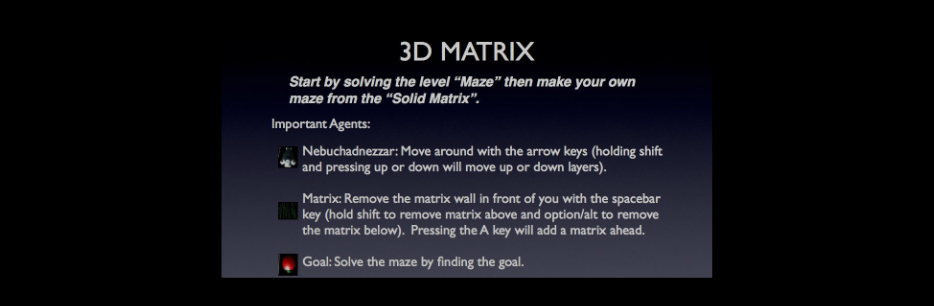 3D MATRIX
Start by solving the level “Maze” then make your own
maze from the “Solid Matrix”.
Important Agents:
Nebuchadnezzar: Move around with the arrow keys (holding shift
and pressing up or down will move up or down layers).
Matrix: Remove the matrix wall in front of you with the spacebar
key (hold shift to remove matrix above and option/alt to remove
the matrix below).  Pressing the A key will add a matrix ahead.
Goal: Solve the maze by finding the goal.